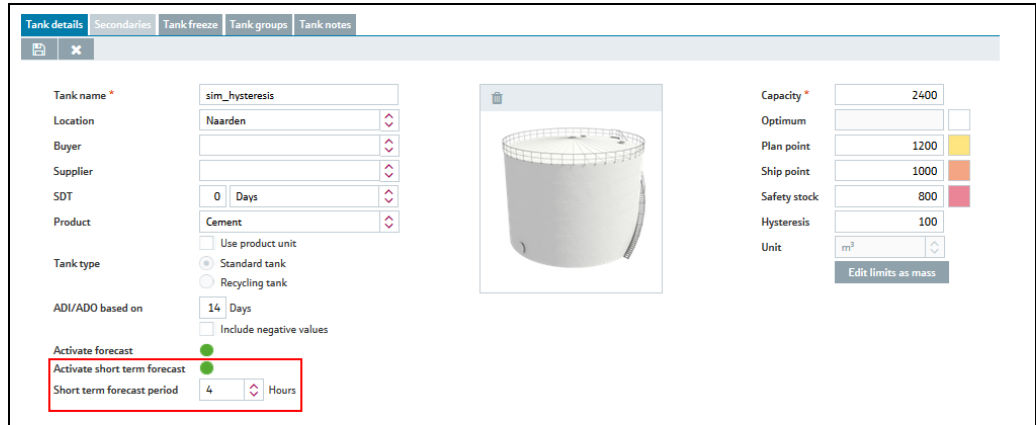 Tank details Secondaries Tank freeze Tank groups Tank notes
Tank name * sim_hysteresis
Location Naarden
Buyer
Supplier
SDT 0 Days
Product Cement
Use product unit
Tank type Standard tank
Recycling tank
ADI/ADO based on 14 Days
Include negative values
Activate forecast
Activate short term forecast
Short term forecast period 4 Hours
Capacity * 2400
Optimum
Plan point 1200
Ship point 1000
Safety stock 800
Hysteresis 100
Unit m³
Edit limits as mass